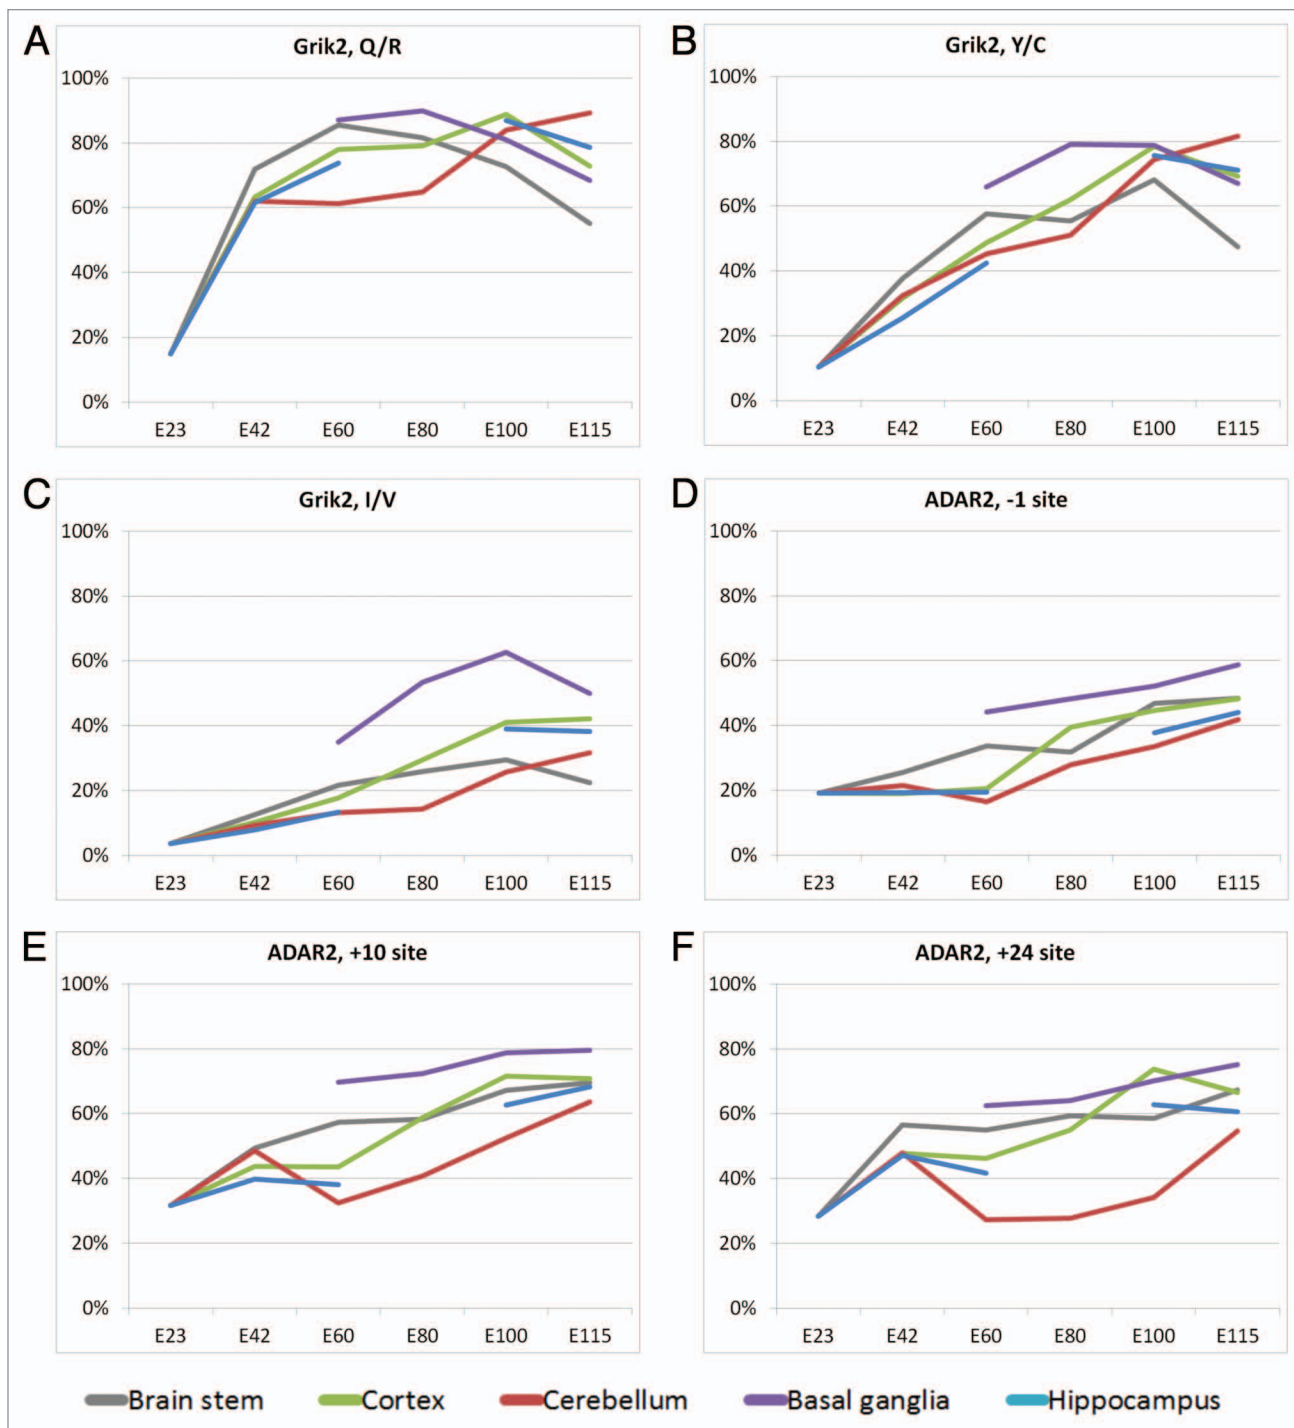 A
Grik2, Q/R
100%
80%
60%
40%
20%
0%
E23 E42 E60 E80 E100 E115
B
Grik2, Y/C
100%
80%
60%
40%
20%
0%
E23 E42 E60 E80 E100 E115
C
Grik2, I/V
100%
80%
60%
40%
20%
0%
E23 E42 E60 E80 E100 E115
D
ADAR2, -1 site
100%
80%
60%
40%
20%
0%
E23 E42 E60 E80 E100 E115
E
ADAR2, +10 site
100%
80%
60%
40%
20%
0%
E23 E42 E60 E80 E100 E115
F
ADAR2, +24 site
100%
80%
60%
40%
20%
0%
E23 E42 E60 E80 E100 E115
Brain stem Cortex Cerebellum Basal ganglia Hippocampus